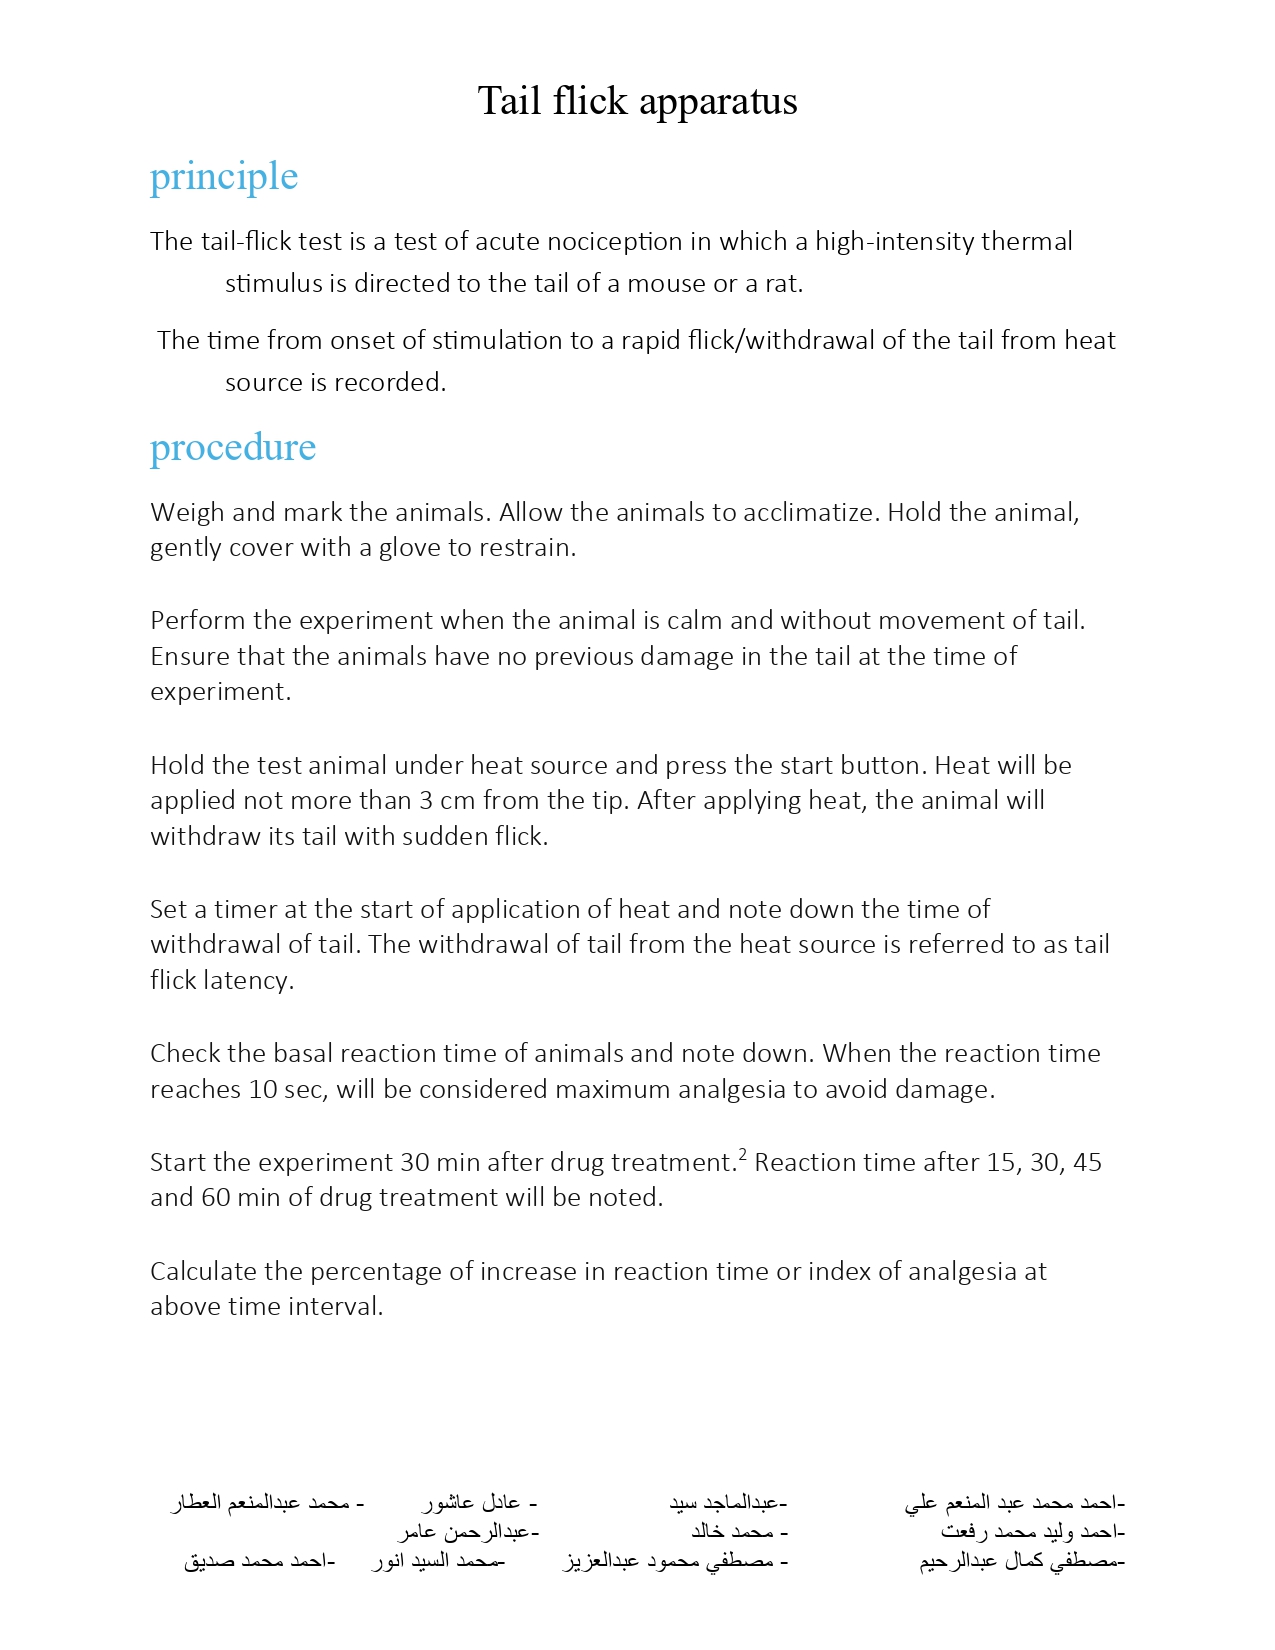 Tail flick apparatus
principle
The tail-flick test is a test of acute nociception in which a high-intensity thermal
stimulus is directed to the tail of a mouse or a rat.
The time from onset of stimulation to a rapid flick/withdrawal of the tail from heat
source is recorded.
procedure
Weigh and mark the animals. Allow the animals to acclimatize. Hold the animal,
gently cover with a glove to restrain.
Perform the experiment when the animal is calm and without movement of tail.
Ensure that the animals have no previous damage in the tail at the time of
experiment.
Hold the test animal under heat source and press the start button. Heat will be
applied not more than 3 cm from the tip. After applying heat, the animal will
withdraw its tail with sudden flick.
Set a timer at the start of application of heat and note down the time of
withdrawal of tail. The withdrawal of tail from the heat source is referred to as tail
flick latency.
Check the basal reaction time of animals and note down. When the reaction time
reaches 10 sec, will be considered maximum analgesia to avoid damage.
Start the experiment 30 min after drug treatment.² Reaction time after 15, 30, 45
and 60 min of drug treatment will be noted.
Calculate the percentage of increase in reaction time or index of analgesia at
above time interval.
-احمد محمد عبد المنعم علي -عبدالماجد سيد - عادل عاشور - محمد عبدالمنعم العطار
-احمد وليد محمد رفعت - محمد خالد -عبدالرحمن عامر
-مصطفي كمال عبدالرحيم - مصطفي محمود عبدالعزيز -محمد السيد انور -احمد محمد صديق